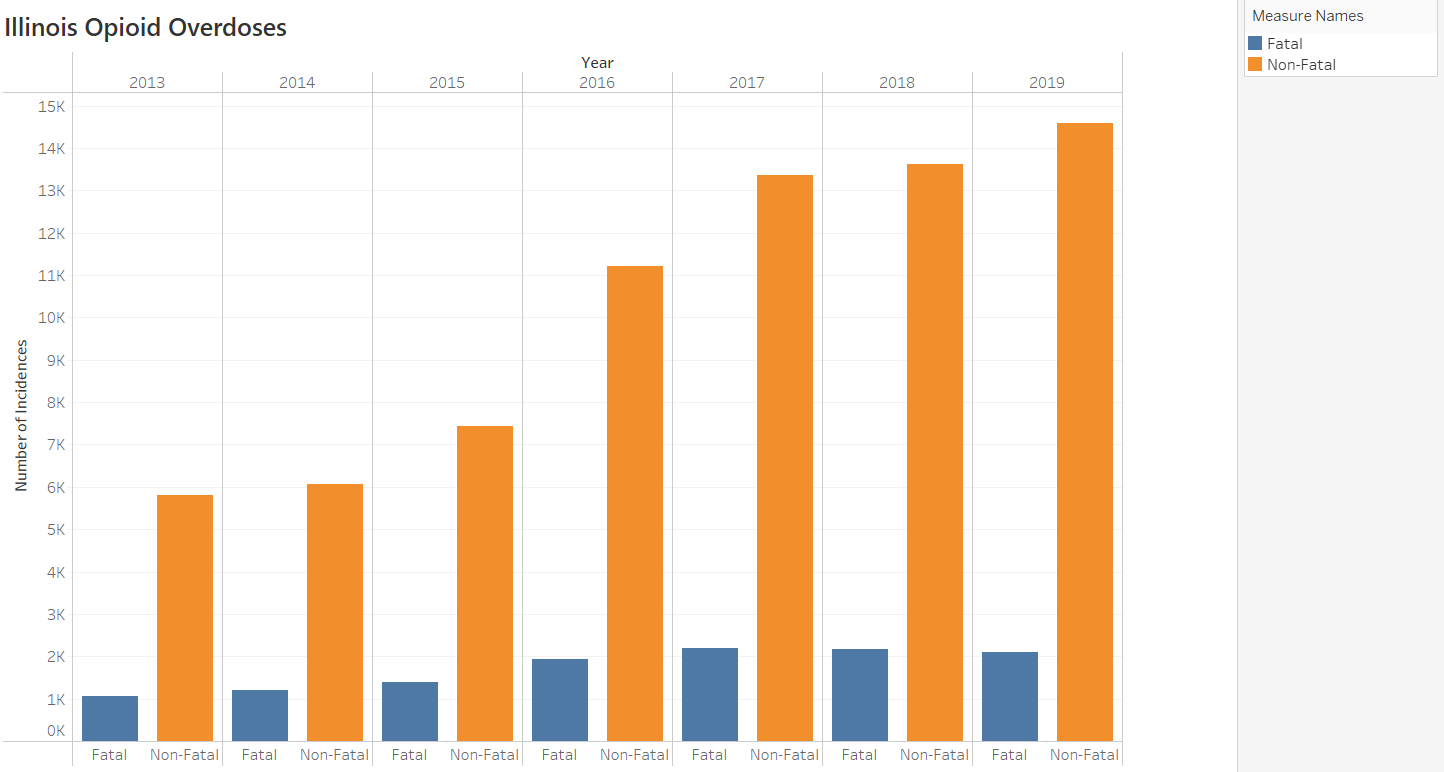 Illinois Opioid Overdoses
Year
2013 2014 2015 2016 2017 2018 2019
15K
14K
13K
12K
11K
10K
9K
8K
7K
6K
5K
4K
3K
2K
1K
0K
Number of Incidences
Fatal Non-Fatal Fatal Non-Fatal Fatal Non-Fatal Fatal Non-Fatal Fatal Non-Fatal Fatal Non-Fatal Fatal Non-Fatal
Measure Names
Fatal
Non-Fatal